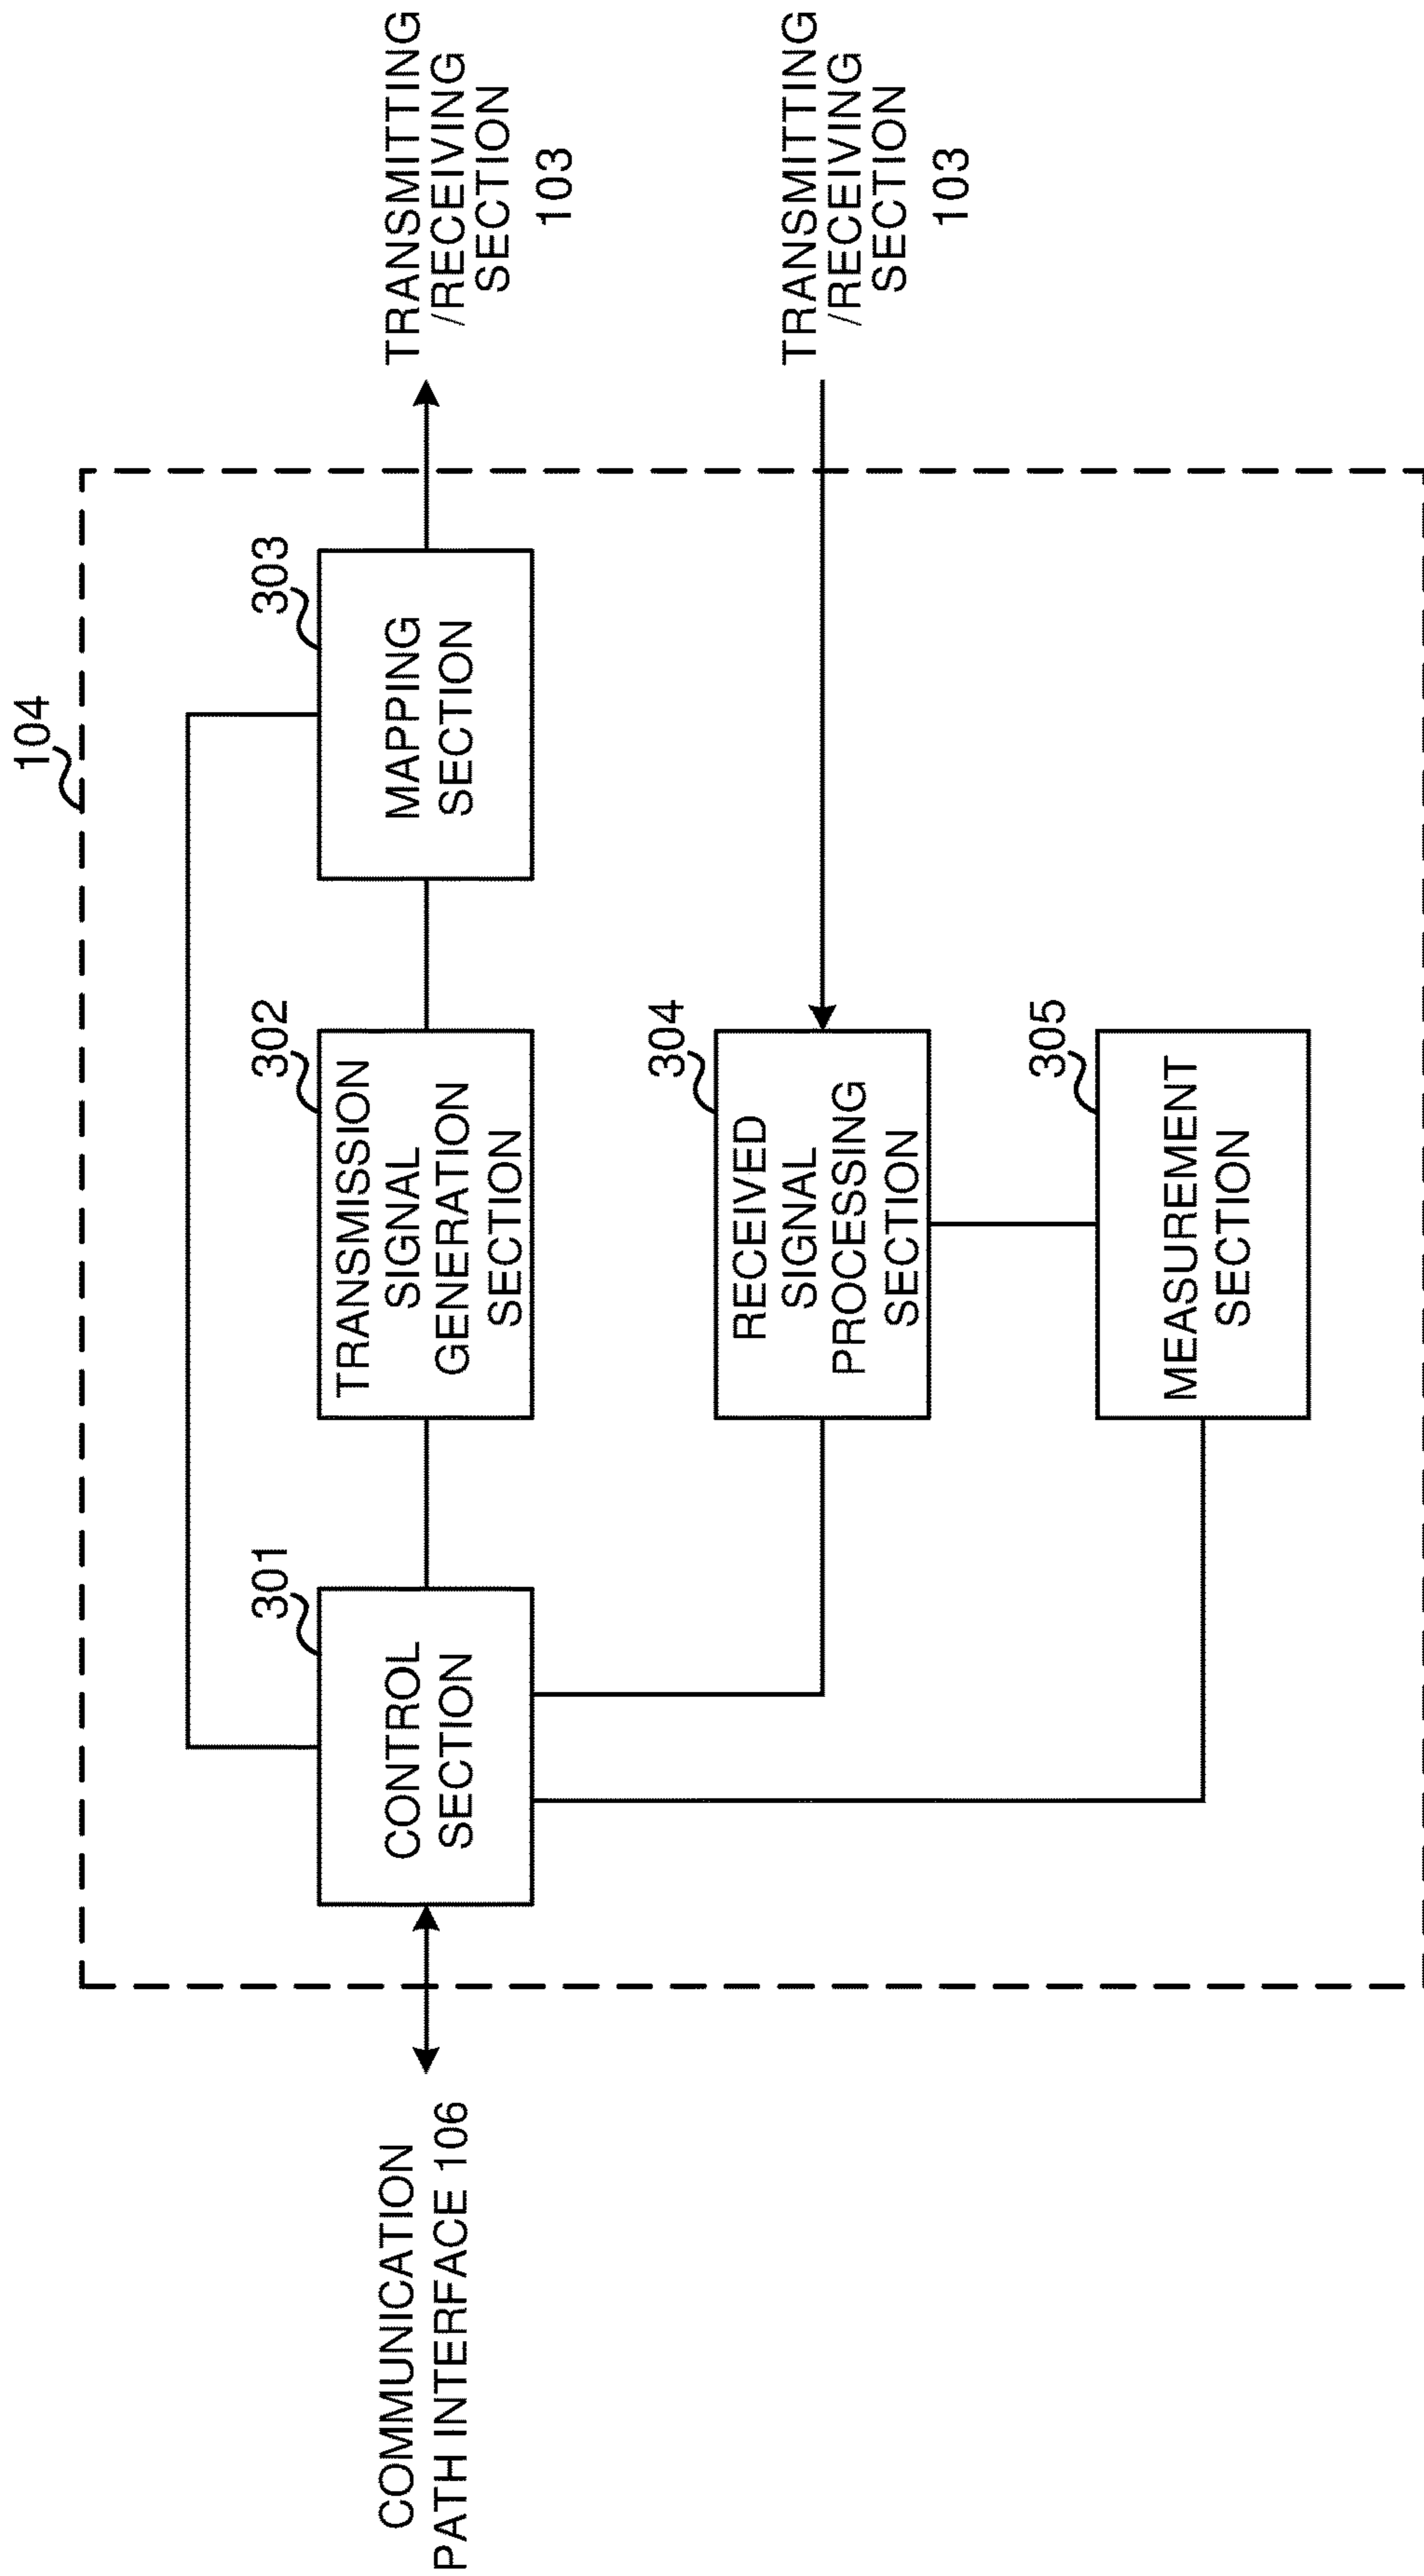 104
301
CONTROL
SECTION
302
TRANSMISSION
SIGNAL
GENERATION
SECTION
303
MAPPING
SECTION
TRANSMITTING
/RECEIVING
SECTION
103
COMMUNICATION
PATH INTERFACE 106
304
RECEIVED
SIGNAL
PROCESSING
SECTION
TRANSMITTING
/RECEIVING
SECTION
103
305
MEASUREMENT
SECTION